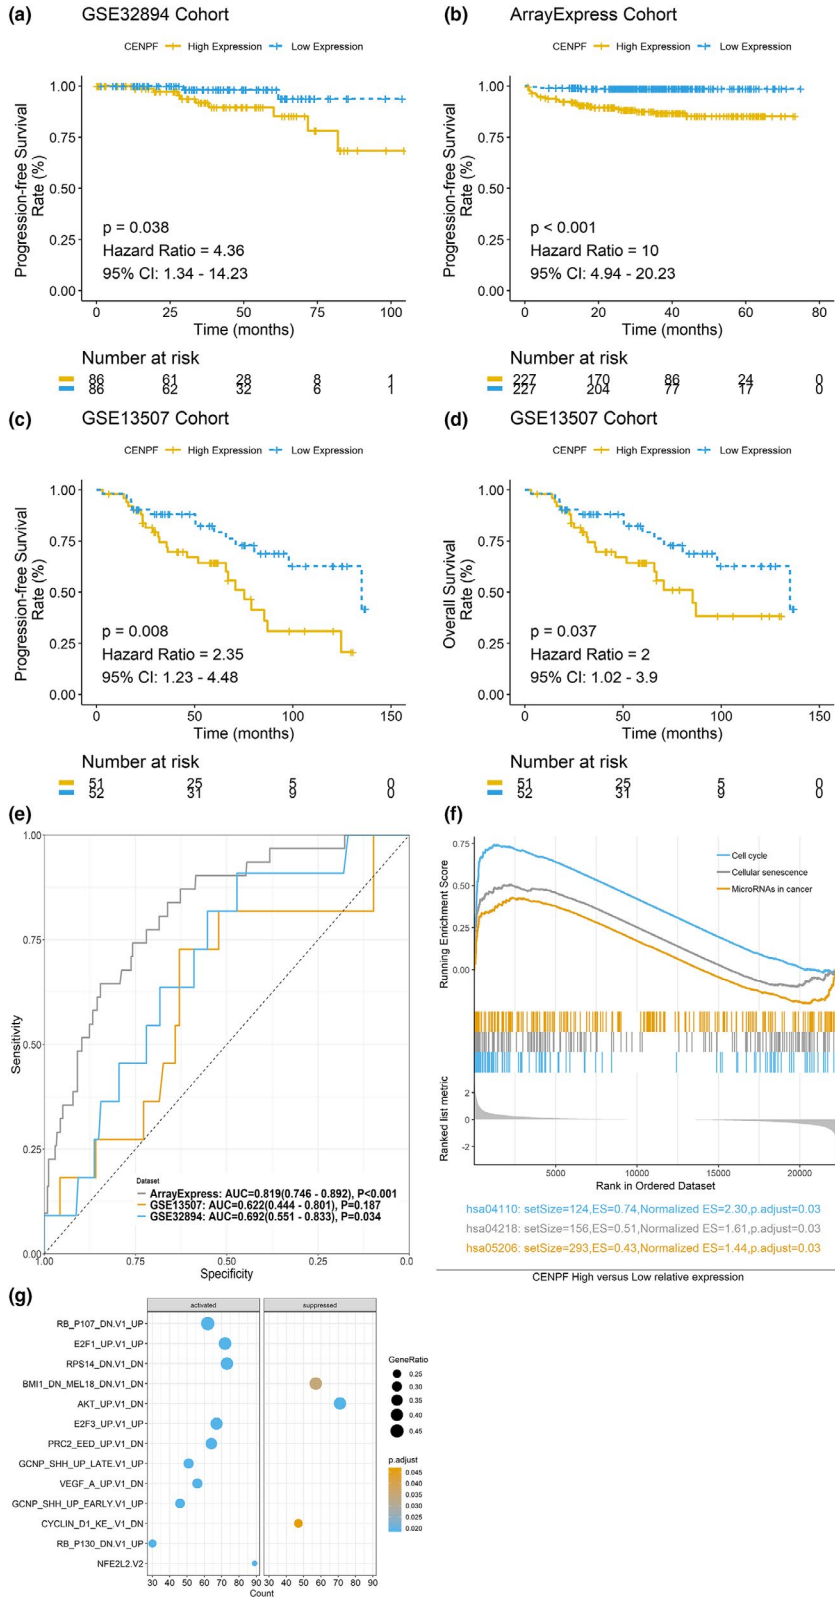 (a) GSE32894 Cohort
CENPF High Expression Low Expression
Progression-free Survival
Rate (%)
1.00
0.75
0.50
0.25
0.00
p = 0.038
Hazard Ratio = 4.36
95% CI: 1.34 - 14.23
0 25 50 75 100
Time (months)
Number at risk
86 61 28 8 1
86 62 32 6 1
(b) ArrayExpress Cohort
CENPF High Expression Low Expression
Progression-free Survival
Rate (%)
1.00
0.75
0.50
0.25
0.00
p < 0.001
Hazard Ratio = 10
95% CI: 4.94 - 20.23
0 20 40 60 80
Time (months)
Number at risk
227 170 86 24 0
227 204 77 17 0
(c) GSE13507 Cohort
CENPF High Expression Low Expression
Progression-free Survival
Rate (%)
1.00
0.75
0.50
0.25
0.00
p = 0.008
Hazard Ratio = 2.35
95% CI: 1.23 - 4.48
0 50 100 150
Time (months)
Number at risk
51 25 5 0
52 31 9 0
(d) GSE13507 Cohort
CENPF High Expression Low Expression
Overall Survival
Rate (%)
1.00
0.75
0.50
0.25
0.00
p = 0.037
Hazard Ratio = 2
95% CI: 1.02 - 3.9
0 50 100 150
Time (months)
Number at risk
51 25 5 0
52 31 9 0
(e)
Sensitivity
1.00
0.75
0.50
0.25
0.00
Dataset
ArrayExpress: AUC=0.819(0.746 - 0.892), P<0.001
GSE13507: AUC=0.622(0.444 - 0.801), P=0.187
GSE32894: AUC=0.692(0.551 - 0.833), P=0.034
1.00 0.75 0.50 0.25 0.0
Specificity
(f)
Running Enrichment Score
0.75
0.50
0.25
0.00
Cell cycle
Cellular senescence
MicroRNAs in cancer
Ranked list metric
2
0
-2
5000 10000 15000 20000
Rank in Ordered Dataset
hsa04110: setSize=124,ES=0.74,Normalized ES=2.30,p.adjust=0.03
hsa04218: setSize=156,ES=0.51,Normalized ES=1.61,p.adjust=0.03
hsa05206: setSize=293,ES=0.43,Normalized ES=1.44,p.adjust=0.03
CENPF High versus Low relative expression
(g)
activated suppressed
RB_P107_DN.V1_UP
E2F1_UP.V1_UP
RPS14_DN.V1_DN
BMI1_DN_MEL18_DN.V1_DN
AKT_UP.V1_DN
E2F3_UP.V1_UP
PRC2_EED_UP.V1_DN
GCNP_SHH_UP_LATE.V1_UP
VEGF_A_UP.V1_DN
GCNP_SHH_UP_EARLY.V1_UP
CYCLIN_D1_KE_.V1_DN
RB_P130_DN.V1_UP
NFE2L2.V2
30 40 50 60 70 80 90 30 40 50 60 70 80 90
Count
GeneRatio
0.25
0.30
0.35
0.40
0.45
p.adjust
0.045
0.040
0.035
0.030
0.025
0.020